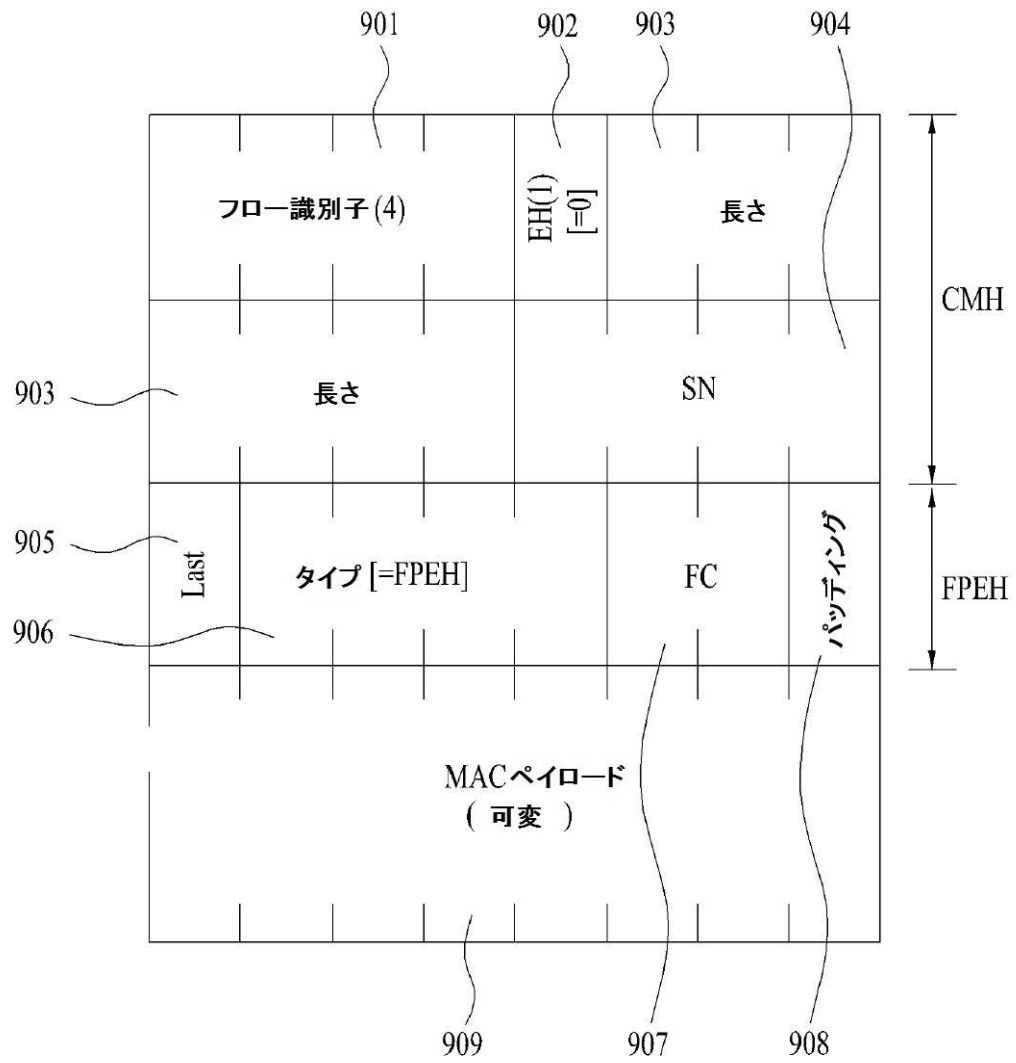 901
902
903
904
フロー識別子(4)
EH(1)
[=0]
長さ
CMH
903
長さ
SN
905
Last
タイプ [=FPEH]
FC
パッディング
FPEH
906
MACペイロード
( 可変 )
909
907
908